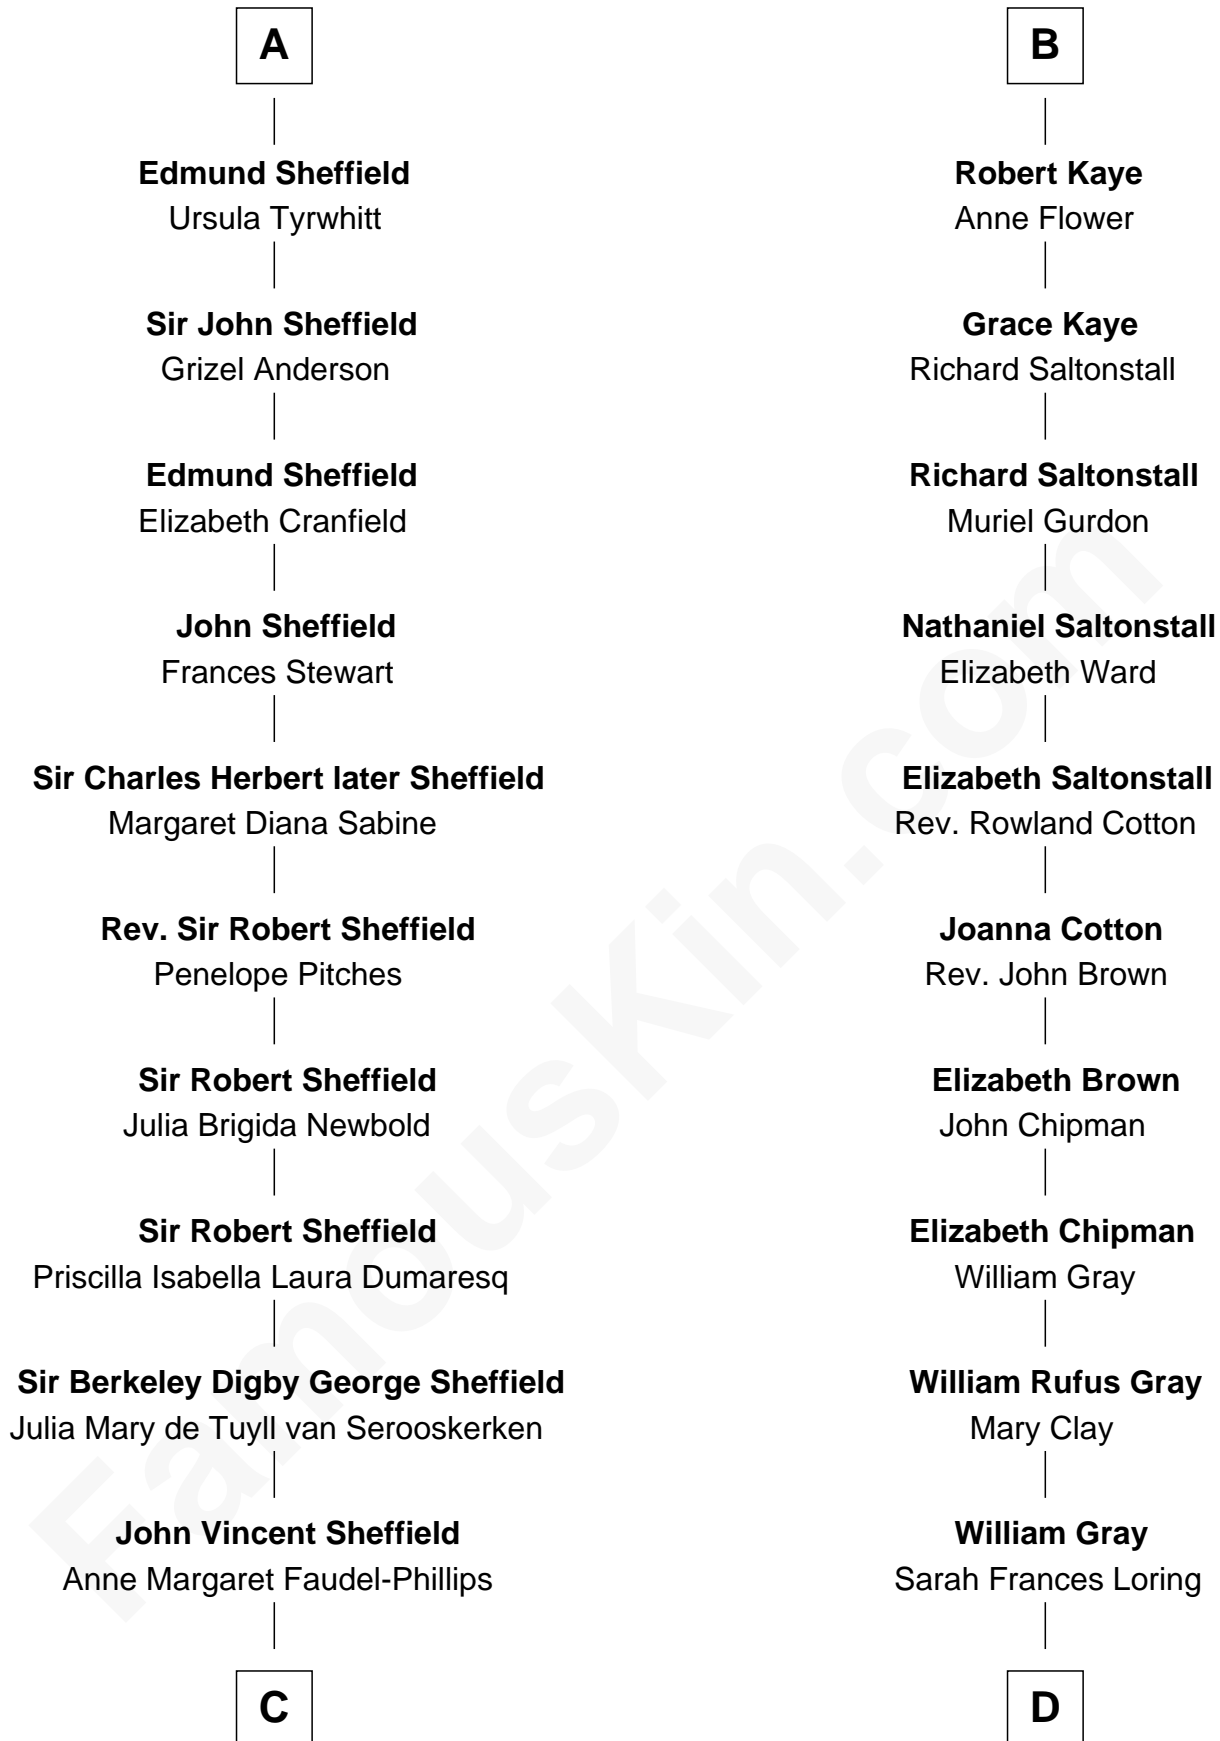 A
Edmund Sheffield
Ursula Tyrwhitt
Sir John Sheffield
Grizel Anderson
Edmund Sheffield
Elizabeth Cranfield
John Sheffield
Frances Stewart
Sir Charles Herbert later Sheffield
Margaret Diana Sabine
Rev. Sir Robert Sheffield
Penelope Pitches
Sir Robert Sheffield
Julia Brigida Newbold
Sir Robert Sheffield
Priscilla Isabella Laura Dumaresq
Sir Berkeley Digby George Sheffield
Julia Mary de Tuyll van Serooskerken
John Vincent Sheffield
Anne Margaret Faudel-Phillips
C
B
Robert Kaye
Anne Flower
Grace Kaye
Richard Saltonstall
Richard Saltonstall
Muriel Gurdon
Nathaniel Saltonstall
Elizabeth Ward
Elizabeth Saltonstall
Rev. Rowland Cotton
Joanna Cotton
Rev. John Brown
Elizabeth Brown
John Chipman
Elizabeth Chipman
William Gray
William Rufus Gray
Mary Clay
William Gray
Sarah Frances Loring
D
FamousKin.com